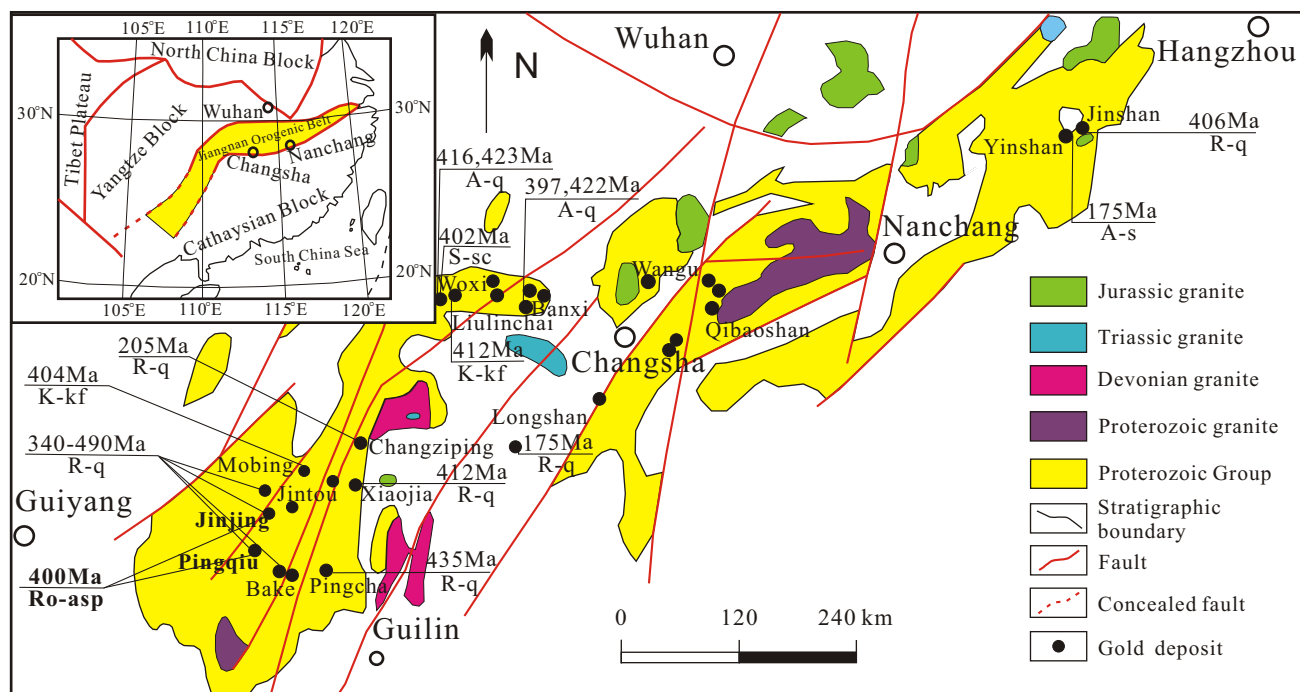 105°E
110°E
115°E
120°E
North China Block
30°N
30°N
Wuhan
Tibet Plateau
Yangtze Block
Jiangnan Orogenic Belt
Nanchang
Changsha
Cathaysian Block
South China Sea
20°N
20°N
105°E
110°E
115°E
120°E
N
Wuhan
Hangzhou
Jinshan
Yinshan
406Ma
R-q
175Ma
A-s
416,423Ma
A-q
397,422Ma
A-q
402Ma
S-sc
Woxi
Banxi
Liulinchai
412Ma
K-kf
Wangu
Nanchang
Qibaoshan
Changsha
205Ma
R-q
404Ma
K-kf
340-490Ma
R-q
Longshan
175Ma
R-q
Changziping
Mobing
Jintou
Xiaojia
412Ma
R-q
Guiyang
Jinjing
Pingqiu
400Ma
Ro-asp
Bake
Pingcha
435Ma
R-q
Guilin
0
120
240 km
Jurassic granite
Triassic granite
Devonian granite
Proterozoic granite
Proterozoic Group
Stratigraphic
boundary
Fault
Concealed fault
Gold deposit